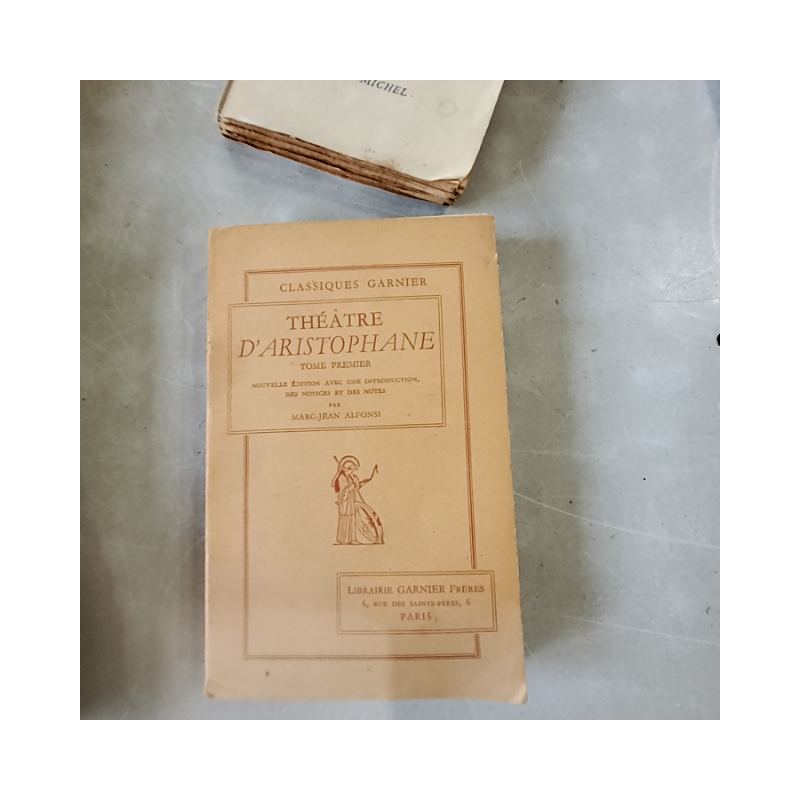 MICHEL
CLASSIQUES GARNIER
THÉÂTRE
D'ARISTOPHANE
TOME PREMIER
NOUVELLE ÉDITION AVEC UNE INTRODUCTION,
DES NOTICES ET DES NOTES
PAR
MARC-JEAN ALFONSI
LIBRAIRIE GARNIER FRÈRES
6, RUE DES SAINTS-PÈRES, 6
PARIS